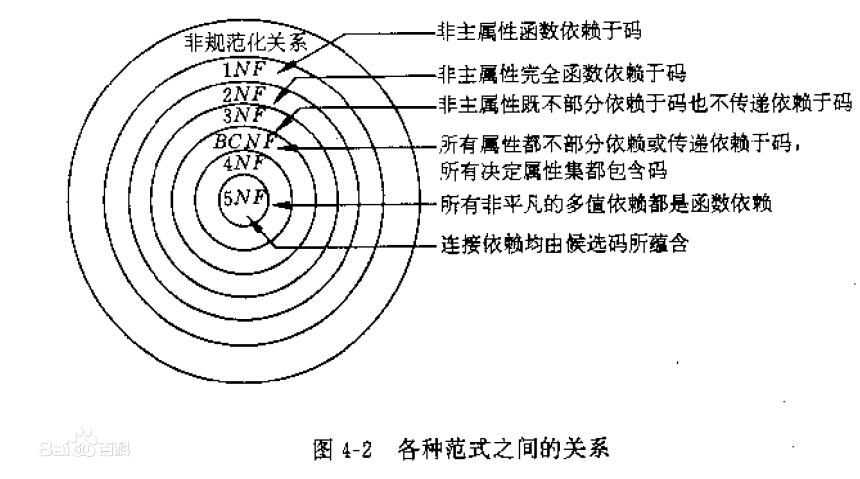 非规范化关系
1NF
2NF
3NF
BCNF
4NF
5NF
非主属性函数依赖于码
非主属性完全函数依赖于码
非主属性既不部分依赖于码也不传递依赖于码
所有属性都不部分依赖或传递依赖于码，
所有决定属性集都包含码
所有非平凡的多值依赖都是函数依赖
连接依赖均由候选码所蕴含
图 4-2 各种范式之间的关系
Bai百科